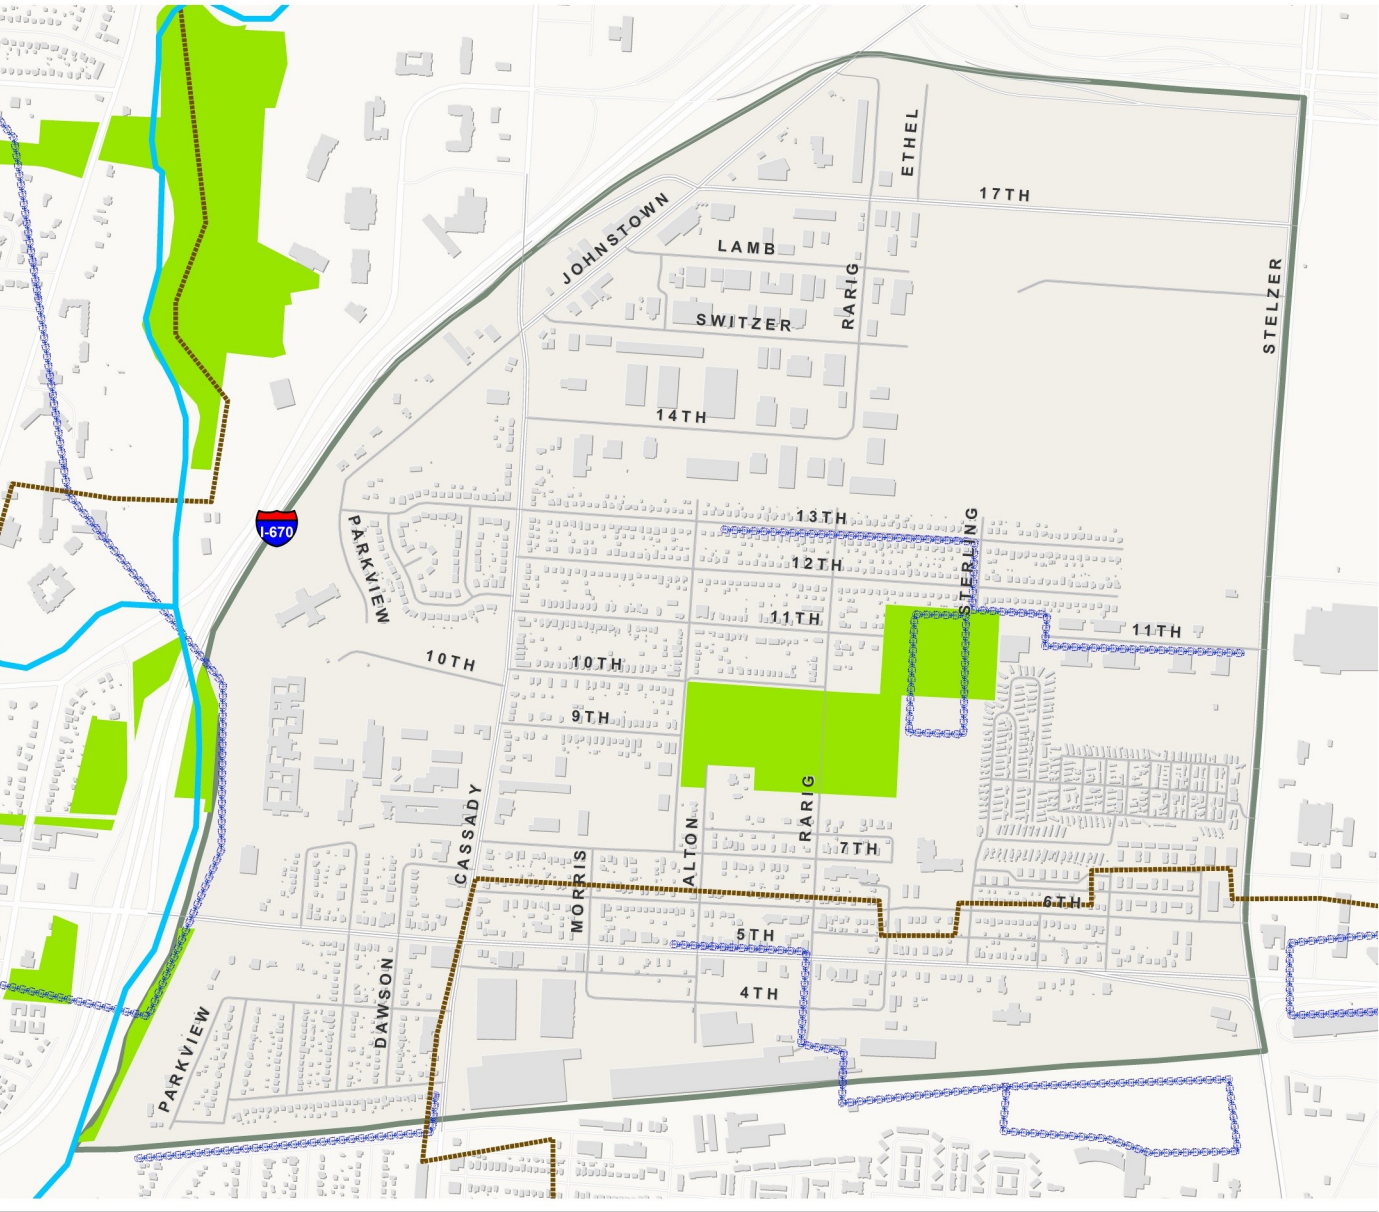 ETHEL
17TH
JOHNSTOWN
LAMB
RARIG
STELZER
SWITZER
14TH
I-670
13TH
STERLING
PARKVIEW
12TH
11TH
11TH
10TH
10TH
9TH
CASSADY
RARIG
ALTON
7TH
MORRIS
6TH
5TH
4TH
DAWSON
PARKVIEW